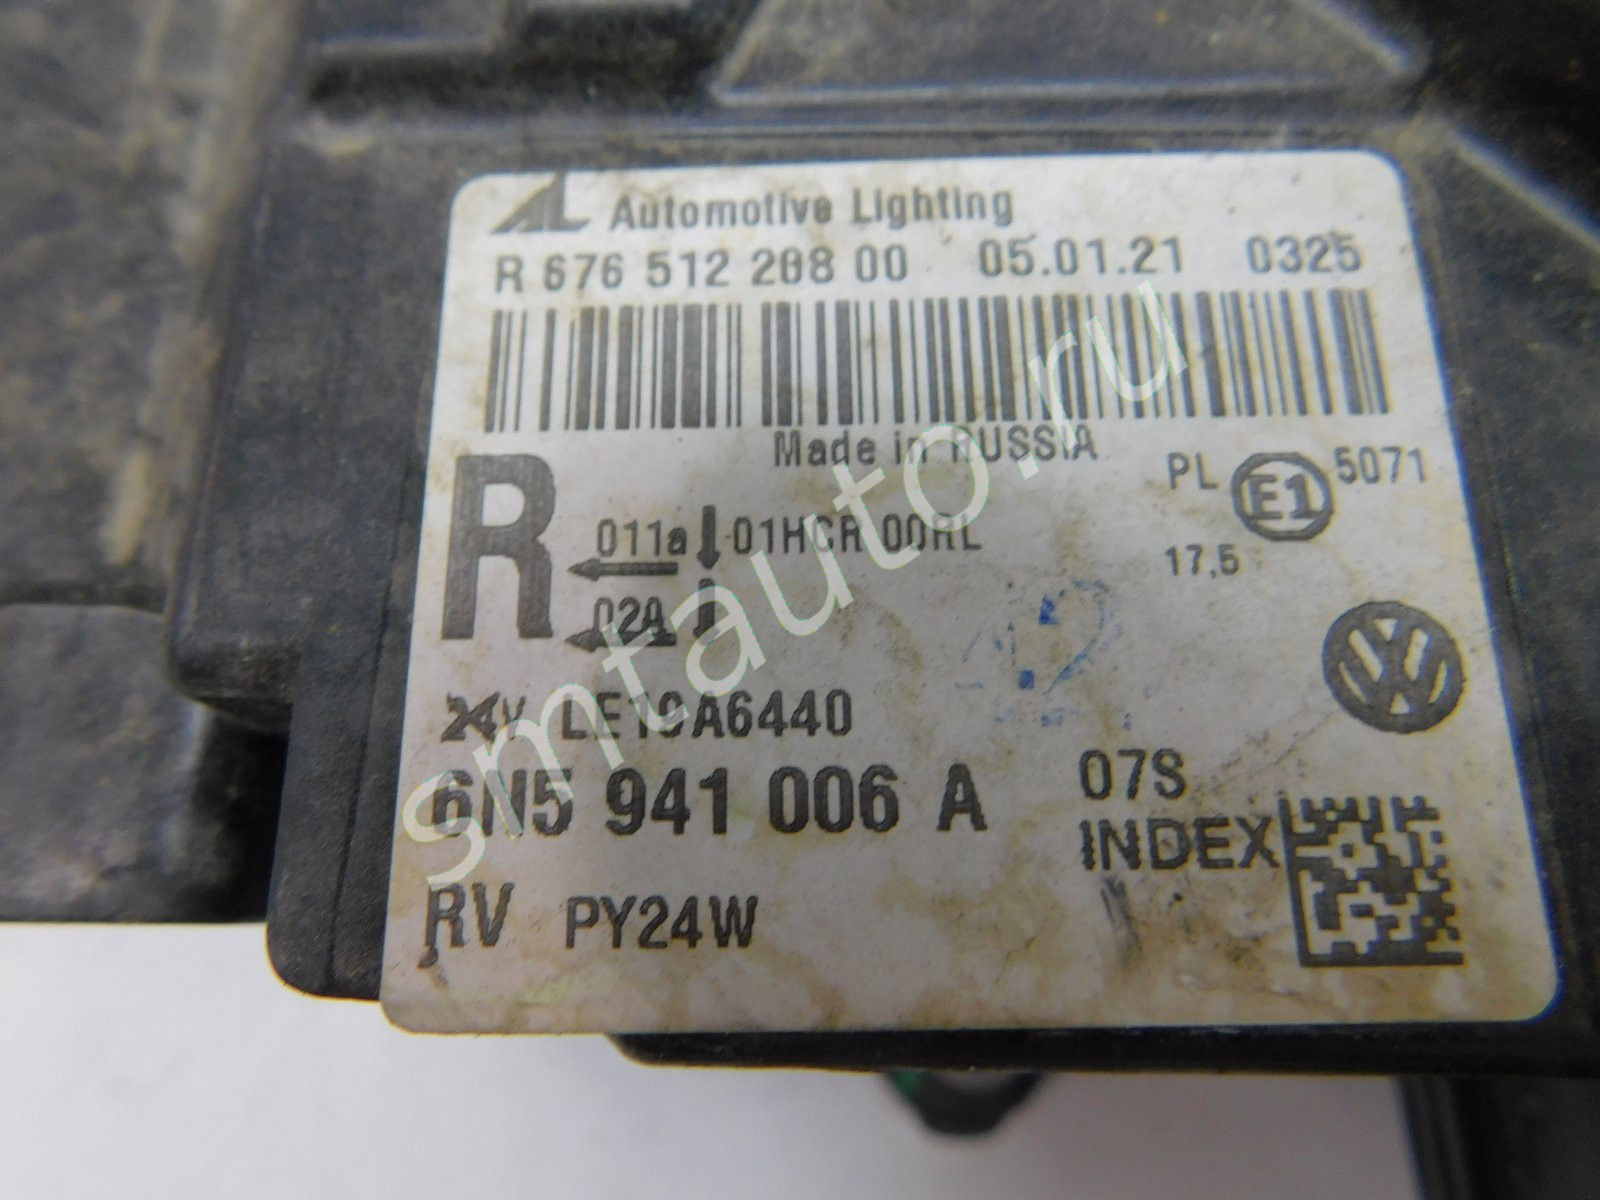 AL Automotive Lighting
R 676 512 208 00 05.01.21 0325
Made in RUSSIA
PL E1 5071
R 011a 01HCR 00RL
17,5
02A
24V LE19A6440
6N5 941 006 A 07S
INDEX
RV PY24W
smtauto.ru